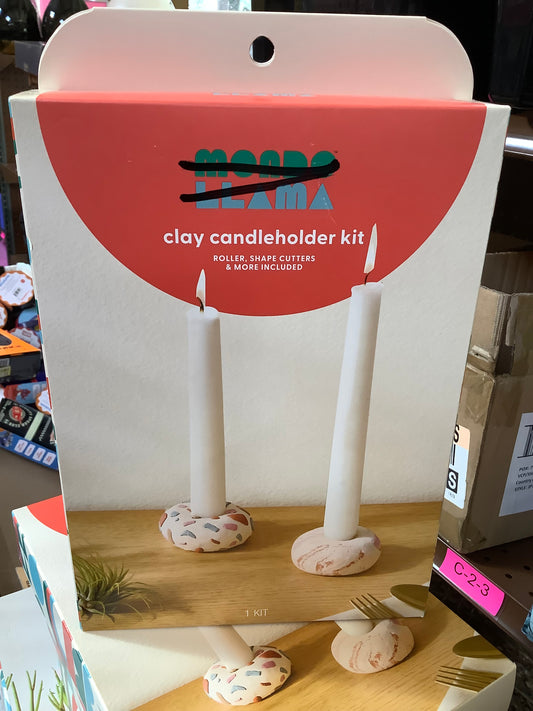 MONDO
LLAMA
clay candleholder kit
ROLLER, SHAPE CUTTERS
& MORE INCLUDED
1 KIT
C-2-3